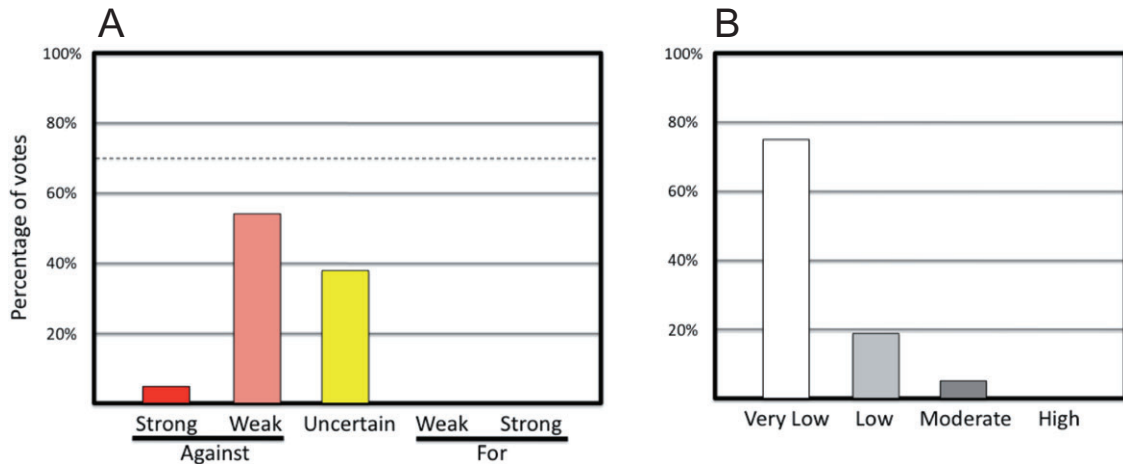 A
100%
80%
60%
40%
20%
Percentage of votes
Strong Weak Uncertain Weak Strong
Against For
B
100%
80%
60%
40%
20%
Very Low Low Moderate High